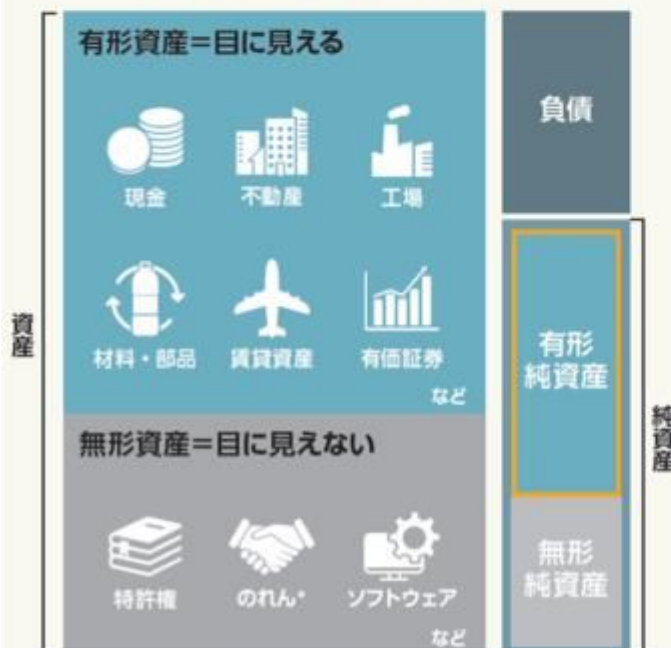 有形資産=目に見える
現金
不動産
工場
材料・部品
賃貸資産
有価証券
など
無形資産=目に見えない
特許権
のれん*
ソフトウェア
など
資産
負債
有形
純資産
無形
純資産
純資産